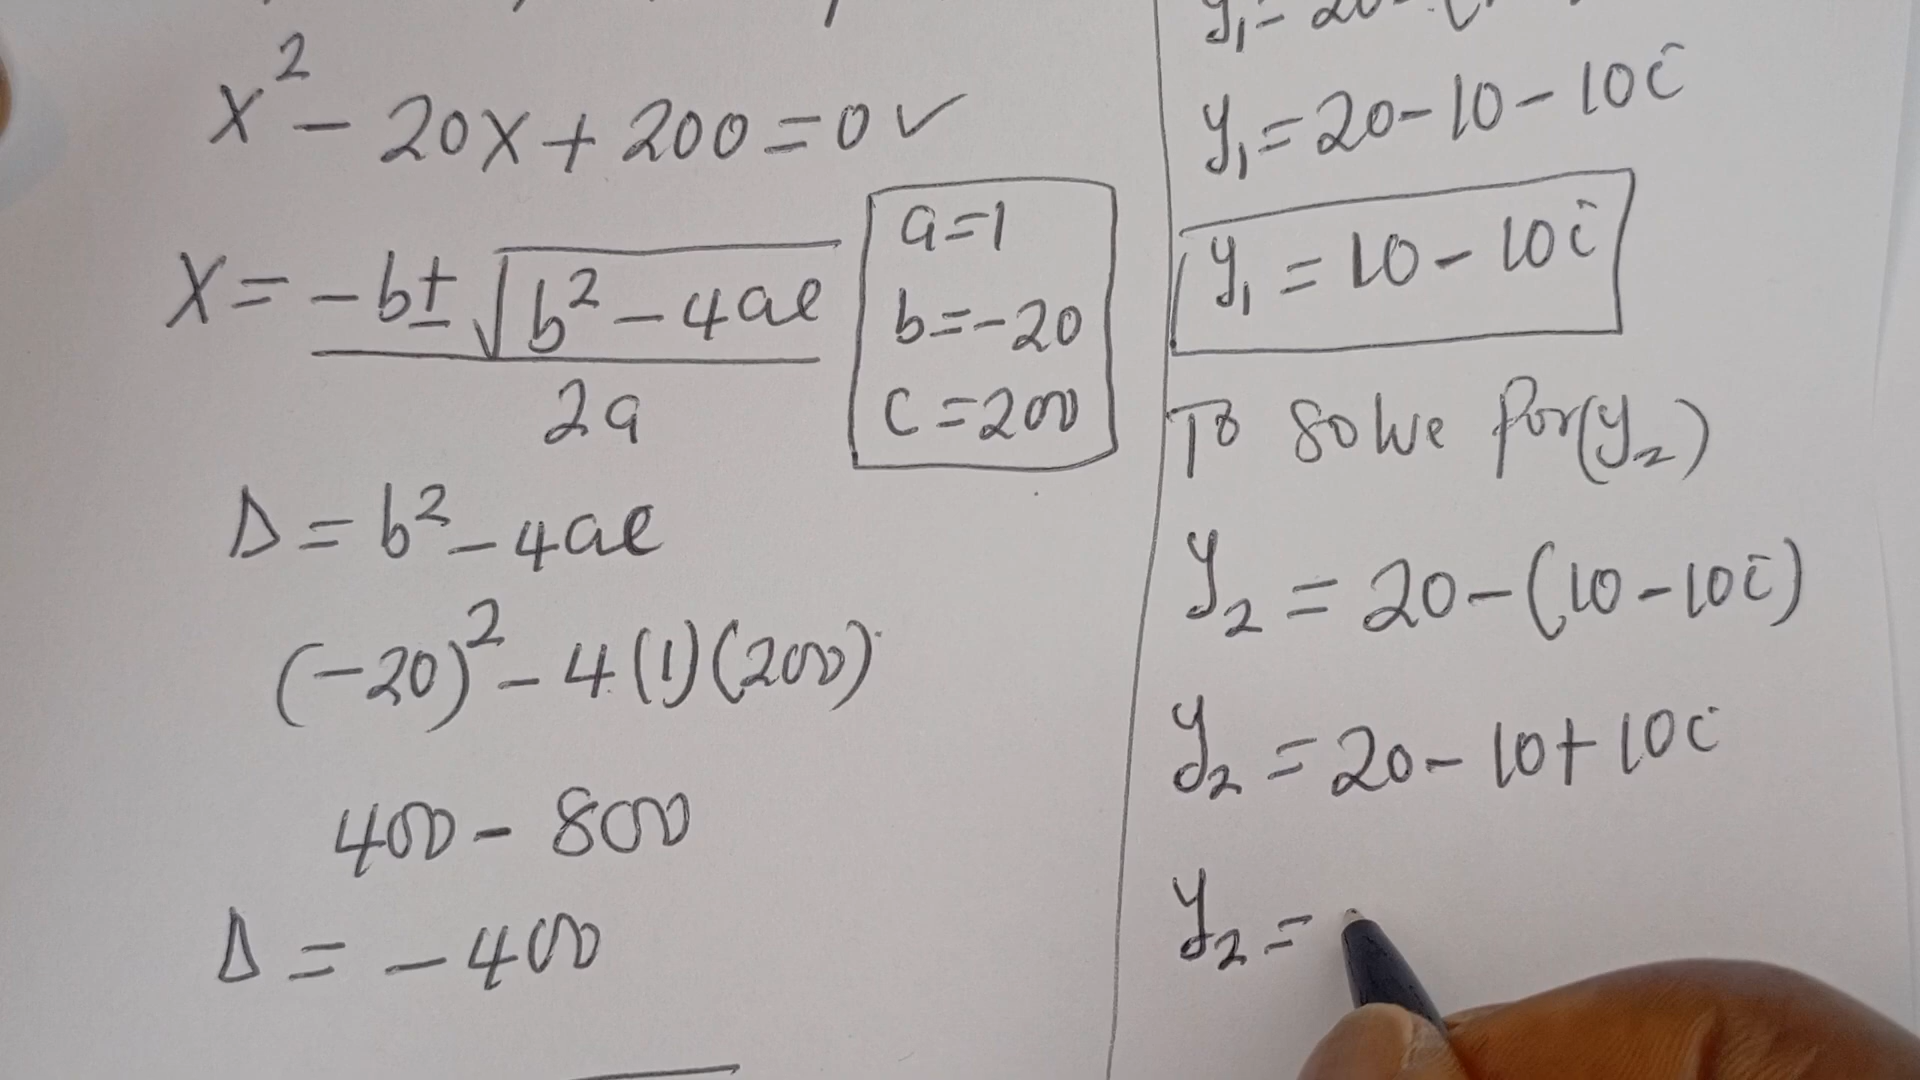 x² - 20x + 200 = 0 ✓
x = -b ± √b² - 4ac
2a
a = 1
b = -20
c = 200
Δ = b² - 4ac
(-20)² - 4(1)(200)
400 - 800
Δ = -400
y₁ = 20 - 10 - 10i
y₁ = 10 - 10i
To solve for (y₂)
y₂ = 20 - (10 - 10i)
y₂ = 20 - 10 + 10i
y₂ =